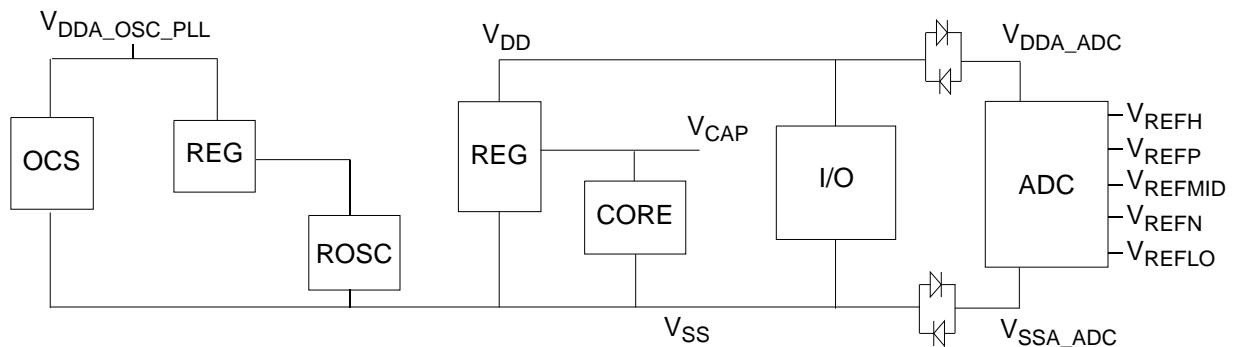 VDDA_OSC_PLL
VDD
VDDA_ADC
OCS
REG
ROSC
REG
VCAP
CORE
I/O
ADC
VREFH
VREFP
VREFMID
VREFN
VREFLO
VSS
VSSA_ADC